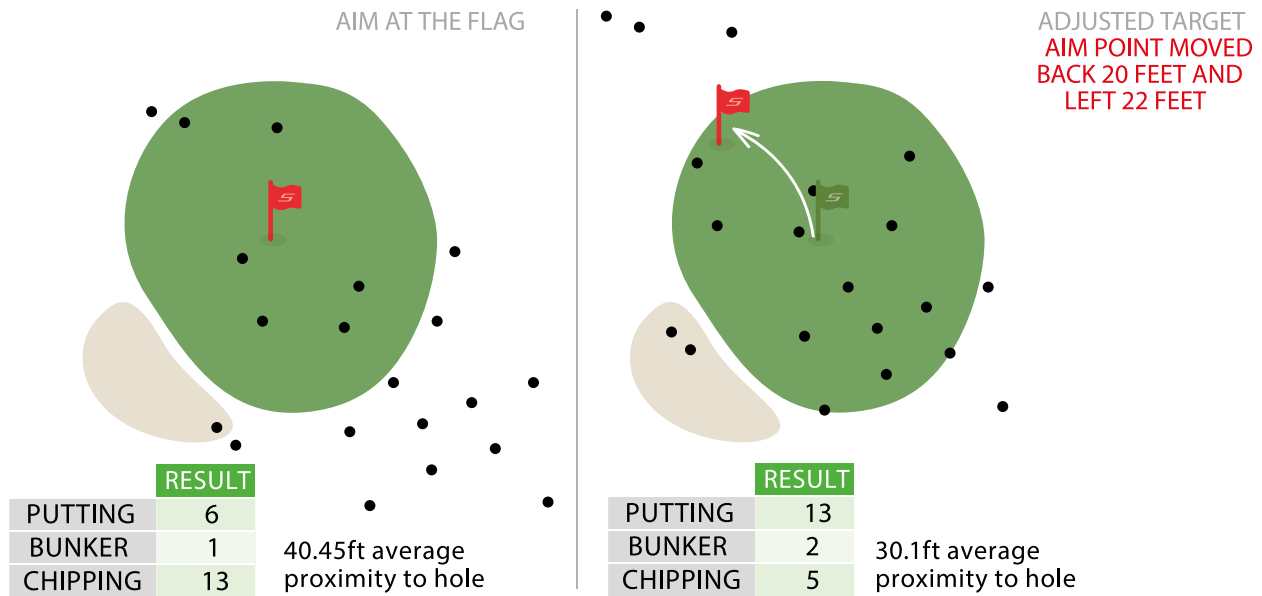 AIM AT THE FLAG
RESULT
PUTTING 6
BUNKER 1
CHIPPING 13
40.45ft average
proximity to hole
ADJUSTED TARGET
AIM POINT MOVED
BACK 20 FEET AND
LEFT 22 FEET
S
S
S
RESULT
PUTTING 13
BUNKER 2
CHIPPING 5
30.1ft average
proximity to hole